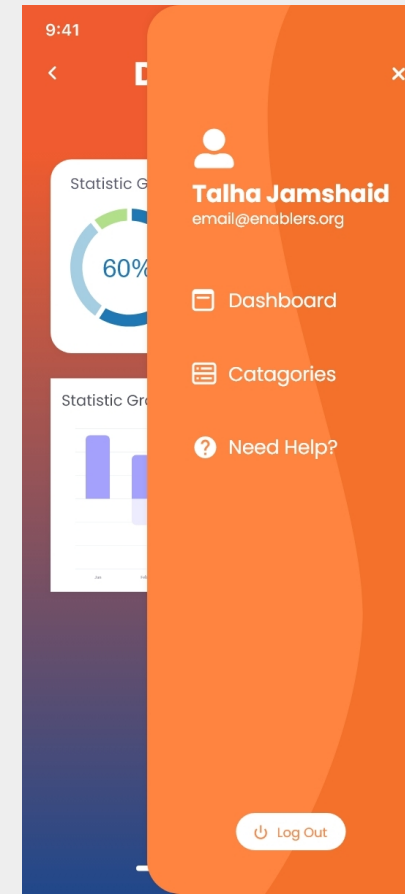 9:41
D
Statistic G
60%
Statistic Gr
Talha Jamshaid
email@enablers.org
Dashboard
Catagories
Need Help?
Log Out